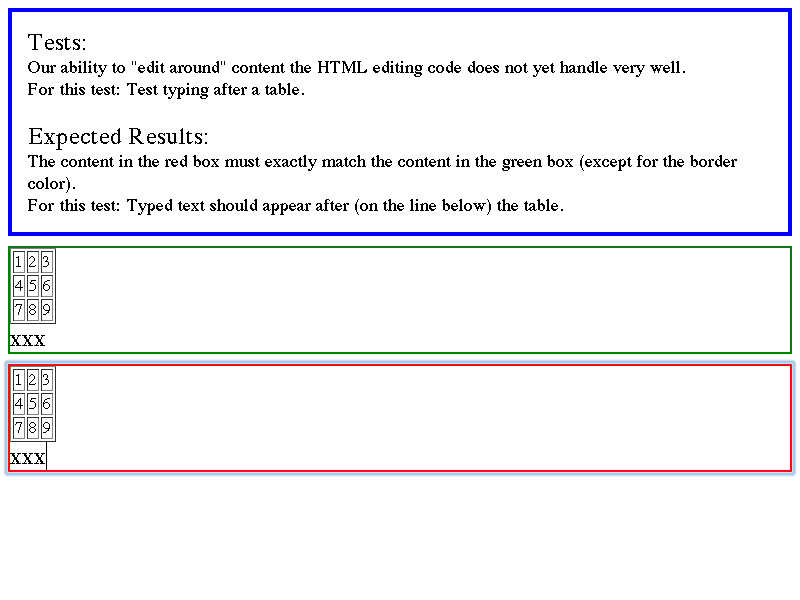 Tests:
Our ability to "edit around" content the HTML editing code does not yet handle very well.
For this test: Test typing after a table.
Expected Results:
The content in the red box must exactly match the content in the green box (except for the border
color).
For this test: Typed text should appear after (on the line below) the table.
1 2 3
4 5 6
7 8 9
xxx
1 2 3
4 5 6
7 8 9
xxx